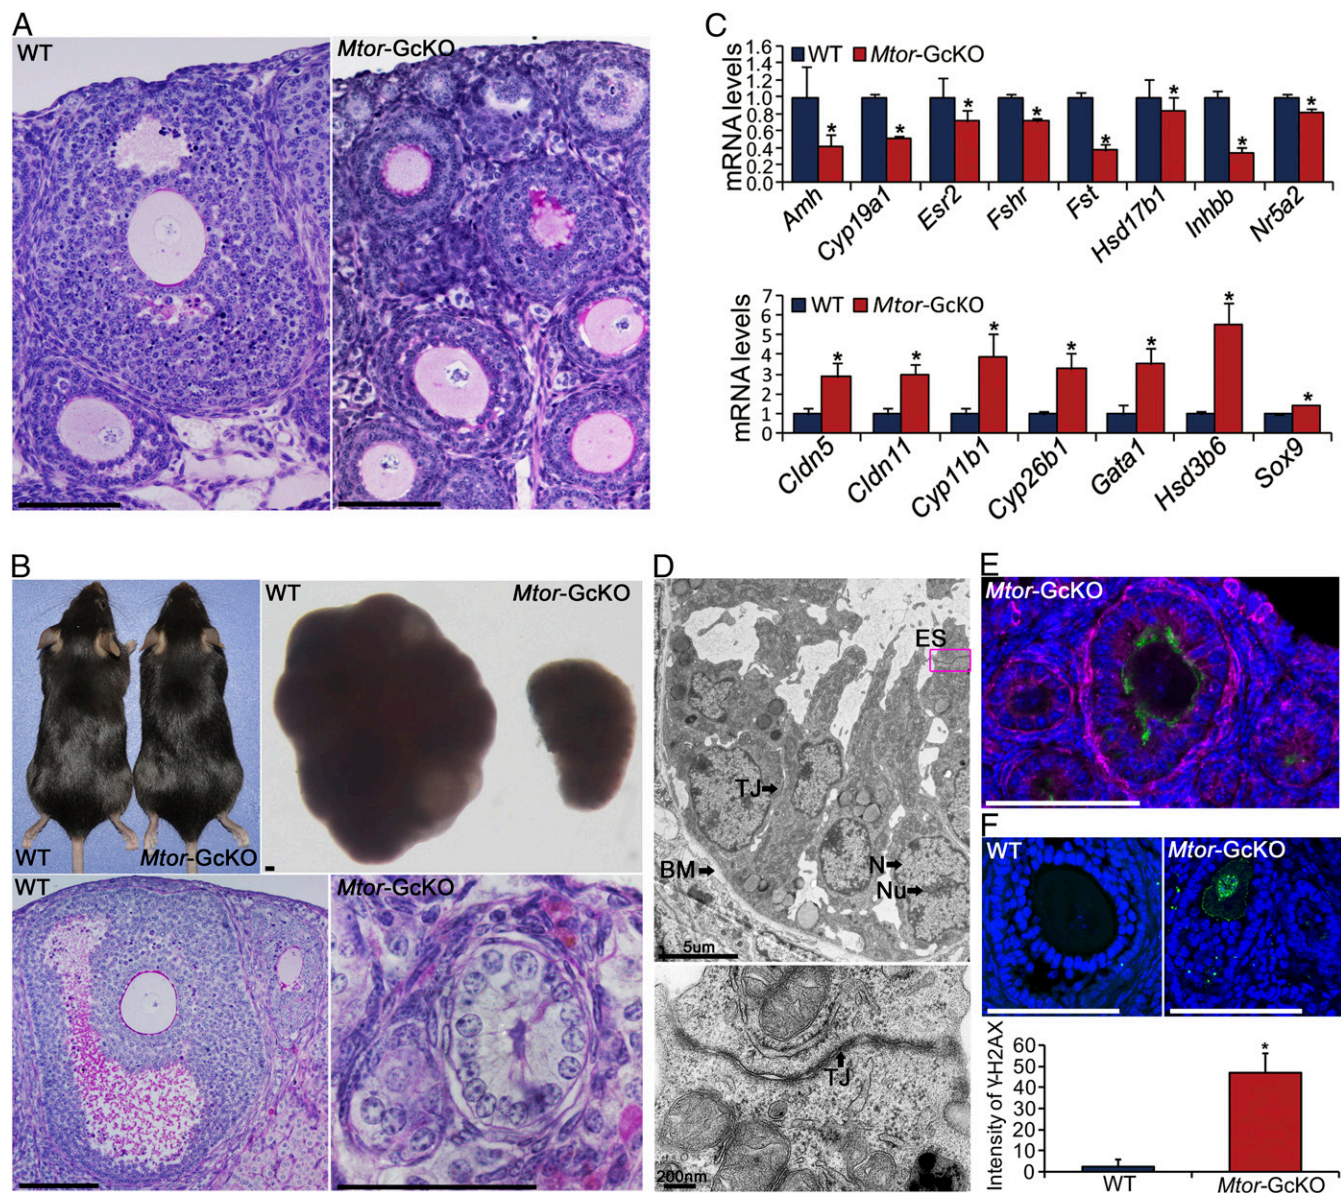 A
WT
Mtor-GcKO
C
mRNA levels
1.6
1.4
1.2
1.0
0.8
0.6
0.4
0.2
0.0
WT
Mtor-GcKO
*
*
*
*
*
*
*
*
Amh
Cyp19a1
Esr2
Fshr
Fst
Hsd17b1
Inhbb
Nr5a2
mRNA levels
7
6
5
4
3
2
1
0
WT
Mtor-GcKO
*
*
*
*
*
*
*
Cldn5
Cldn11
Cyp11b1
Cyp26b1
Gata1
Hsd3b6
Sox9
B
WT
Mtor-GcKO
WT
Mtor-GcKO
WT
Mtor-GcKO
D
ES
TJ
BM
N
Nu
5um
TJ
200nm
E
Mtor-GcKO
F
WT
Mtor-GcKO
Intensity of Y-H2AX
60
50
40
30
20
10
0
*
WT
Mtor-GcKO